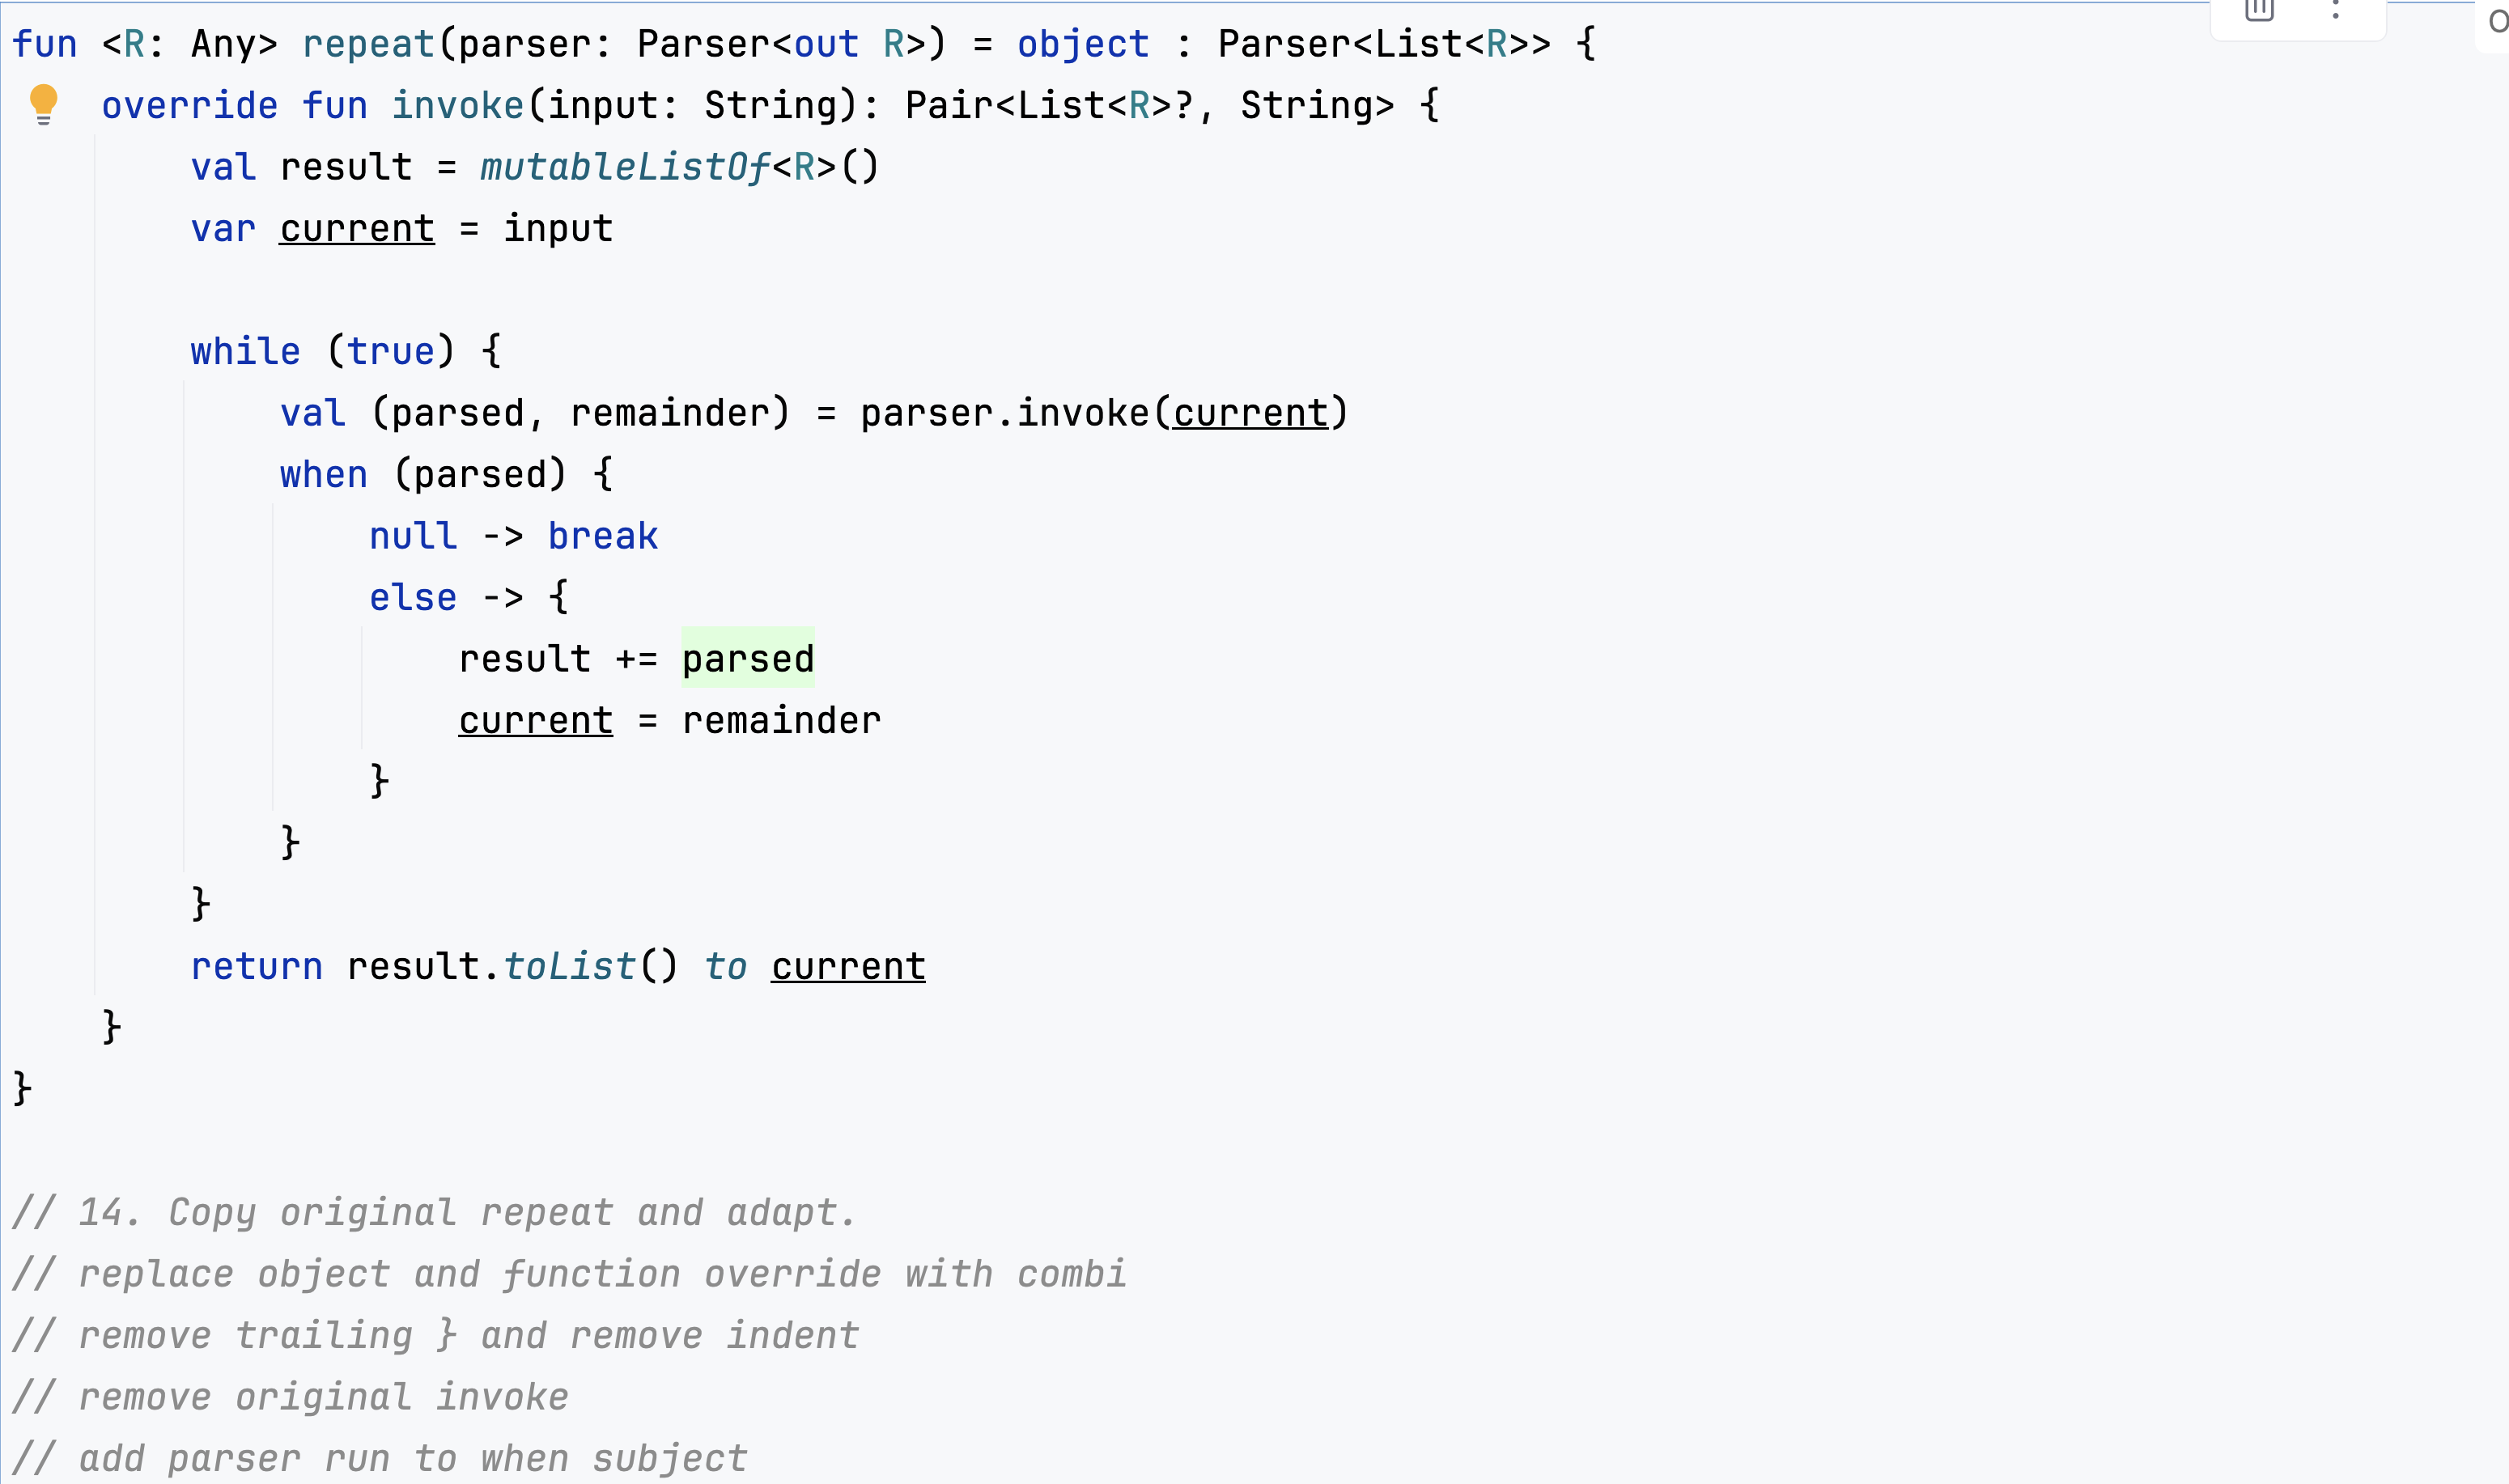 fun <R: Any> repeat(parser: Parser<out R>) = object : Parser<List<R>> {
    override fun invoke(input: String): Pair<List<R>?, String> {
        val result = mutableListOf<R>()
        var current = input

        while (true) {
            val (parsed, remainder) = parser.invoke(current)
            when (parsed) {
                null -> break
                else -> {
                    result += parsed
                    current = remainder
                }
            }
        }
        return result.toList() to current
    }
}

// 14. Copy original repeat and adapt.
// replace object and function override with combi
// remove trailing } and remove indent
// remove original invoke
// add parser run to when subject